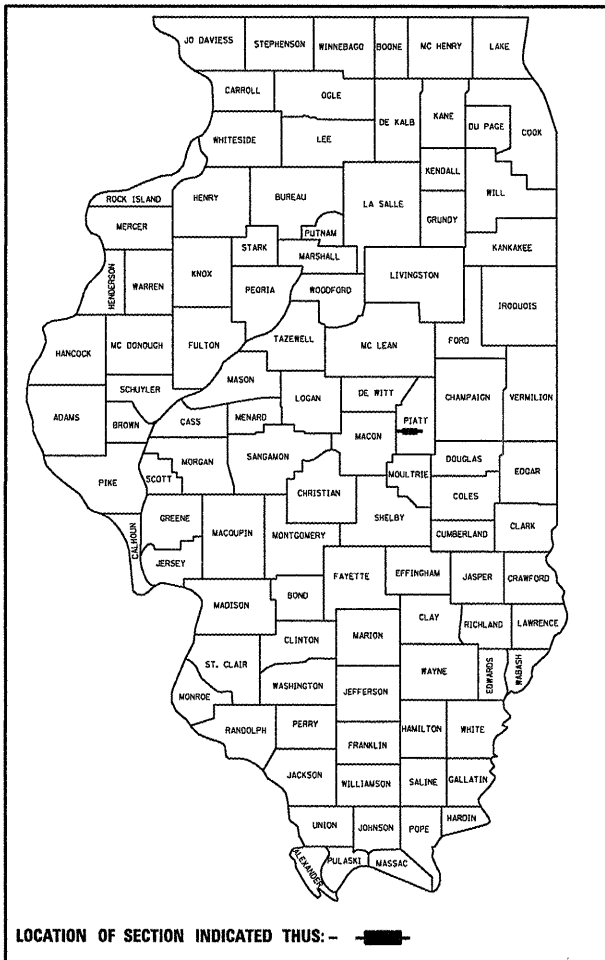 JO DAVIESS
STEPHENSON
WINNEBAGO
BOONE
MC HENRY
LAKE
CARROLL
OGLE
DE KALB
KANE
DU PAGE
COOK
WHITESIDE
LEE
KENDALL
WILL
ROCK ISLAND
HENRY
BUREAU
LA SALLE
GRUNDY
MERCER
PUTNAM
STARK
MARSHALL
KANKAKEE
HENDERSON
WARREN
KNOX
PEORIA
WOODFORD
LIVINGSTON
IROQUOIS
HANCOCK
MC DONOUGH
FULTON
TAZEWELL
MC LEAN
FORD
MASON
SCHUYLER
LOGAN
DE WITT
CHAMPAIGN
VERMILION
ADAMS
BROWN
CASS
MENARD
PIATT
MACON
PIKE
SCOTT
MORGAN
SANGAMON
DOUGLAS
MOULTRIE
EDGAR
CHRISTIAN
COLES
CALHOUN
GREENE
MACOUPIN
MONTGOMERY
SHELBY
CUMBERLAND
CLARK
JERSEY
FAYETTE
EFFINGHAM
JASPER
CRAWFORD
MADISON
BOND
CLAY
RICHLAND
LAWRENCE
CLINTON
MARION
ST. CLAIR
WAYNE
EDWARDS
WABASH
WASHINGTON
JEFFERSON
MONROE
RANDOLPH
PERRY
HAMILTON
WHITE
FRANKLIN
JACKSON
WILLIAMSON
SALINE
GALLATIN
UNION
JOHNSON
POPE
HARDIN
ALEXANDER
PULASKI
MASSAC
LOCATION OF SECTION INDICATED THUS: -